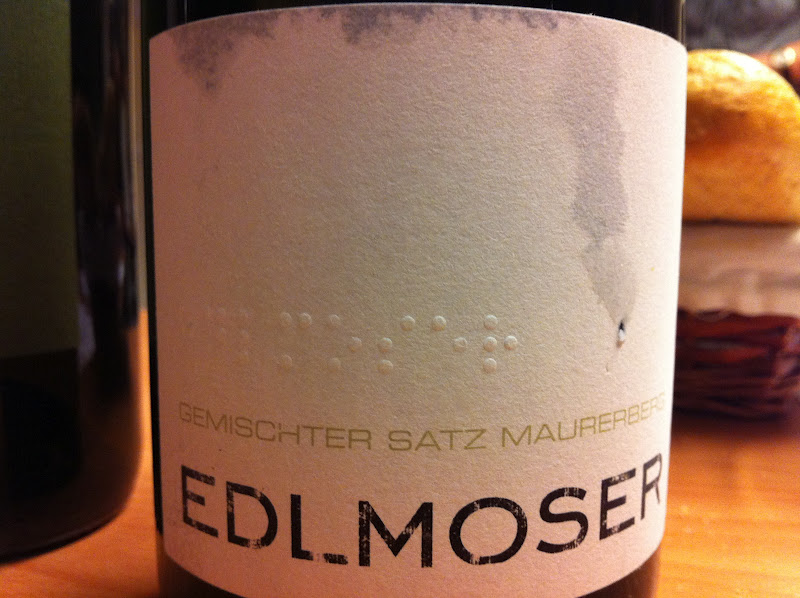 GEMISCHTER SATZ MAURERBERG
EDLMOSER